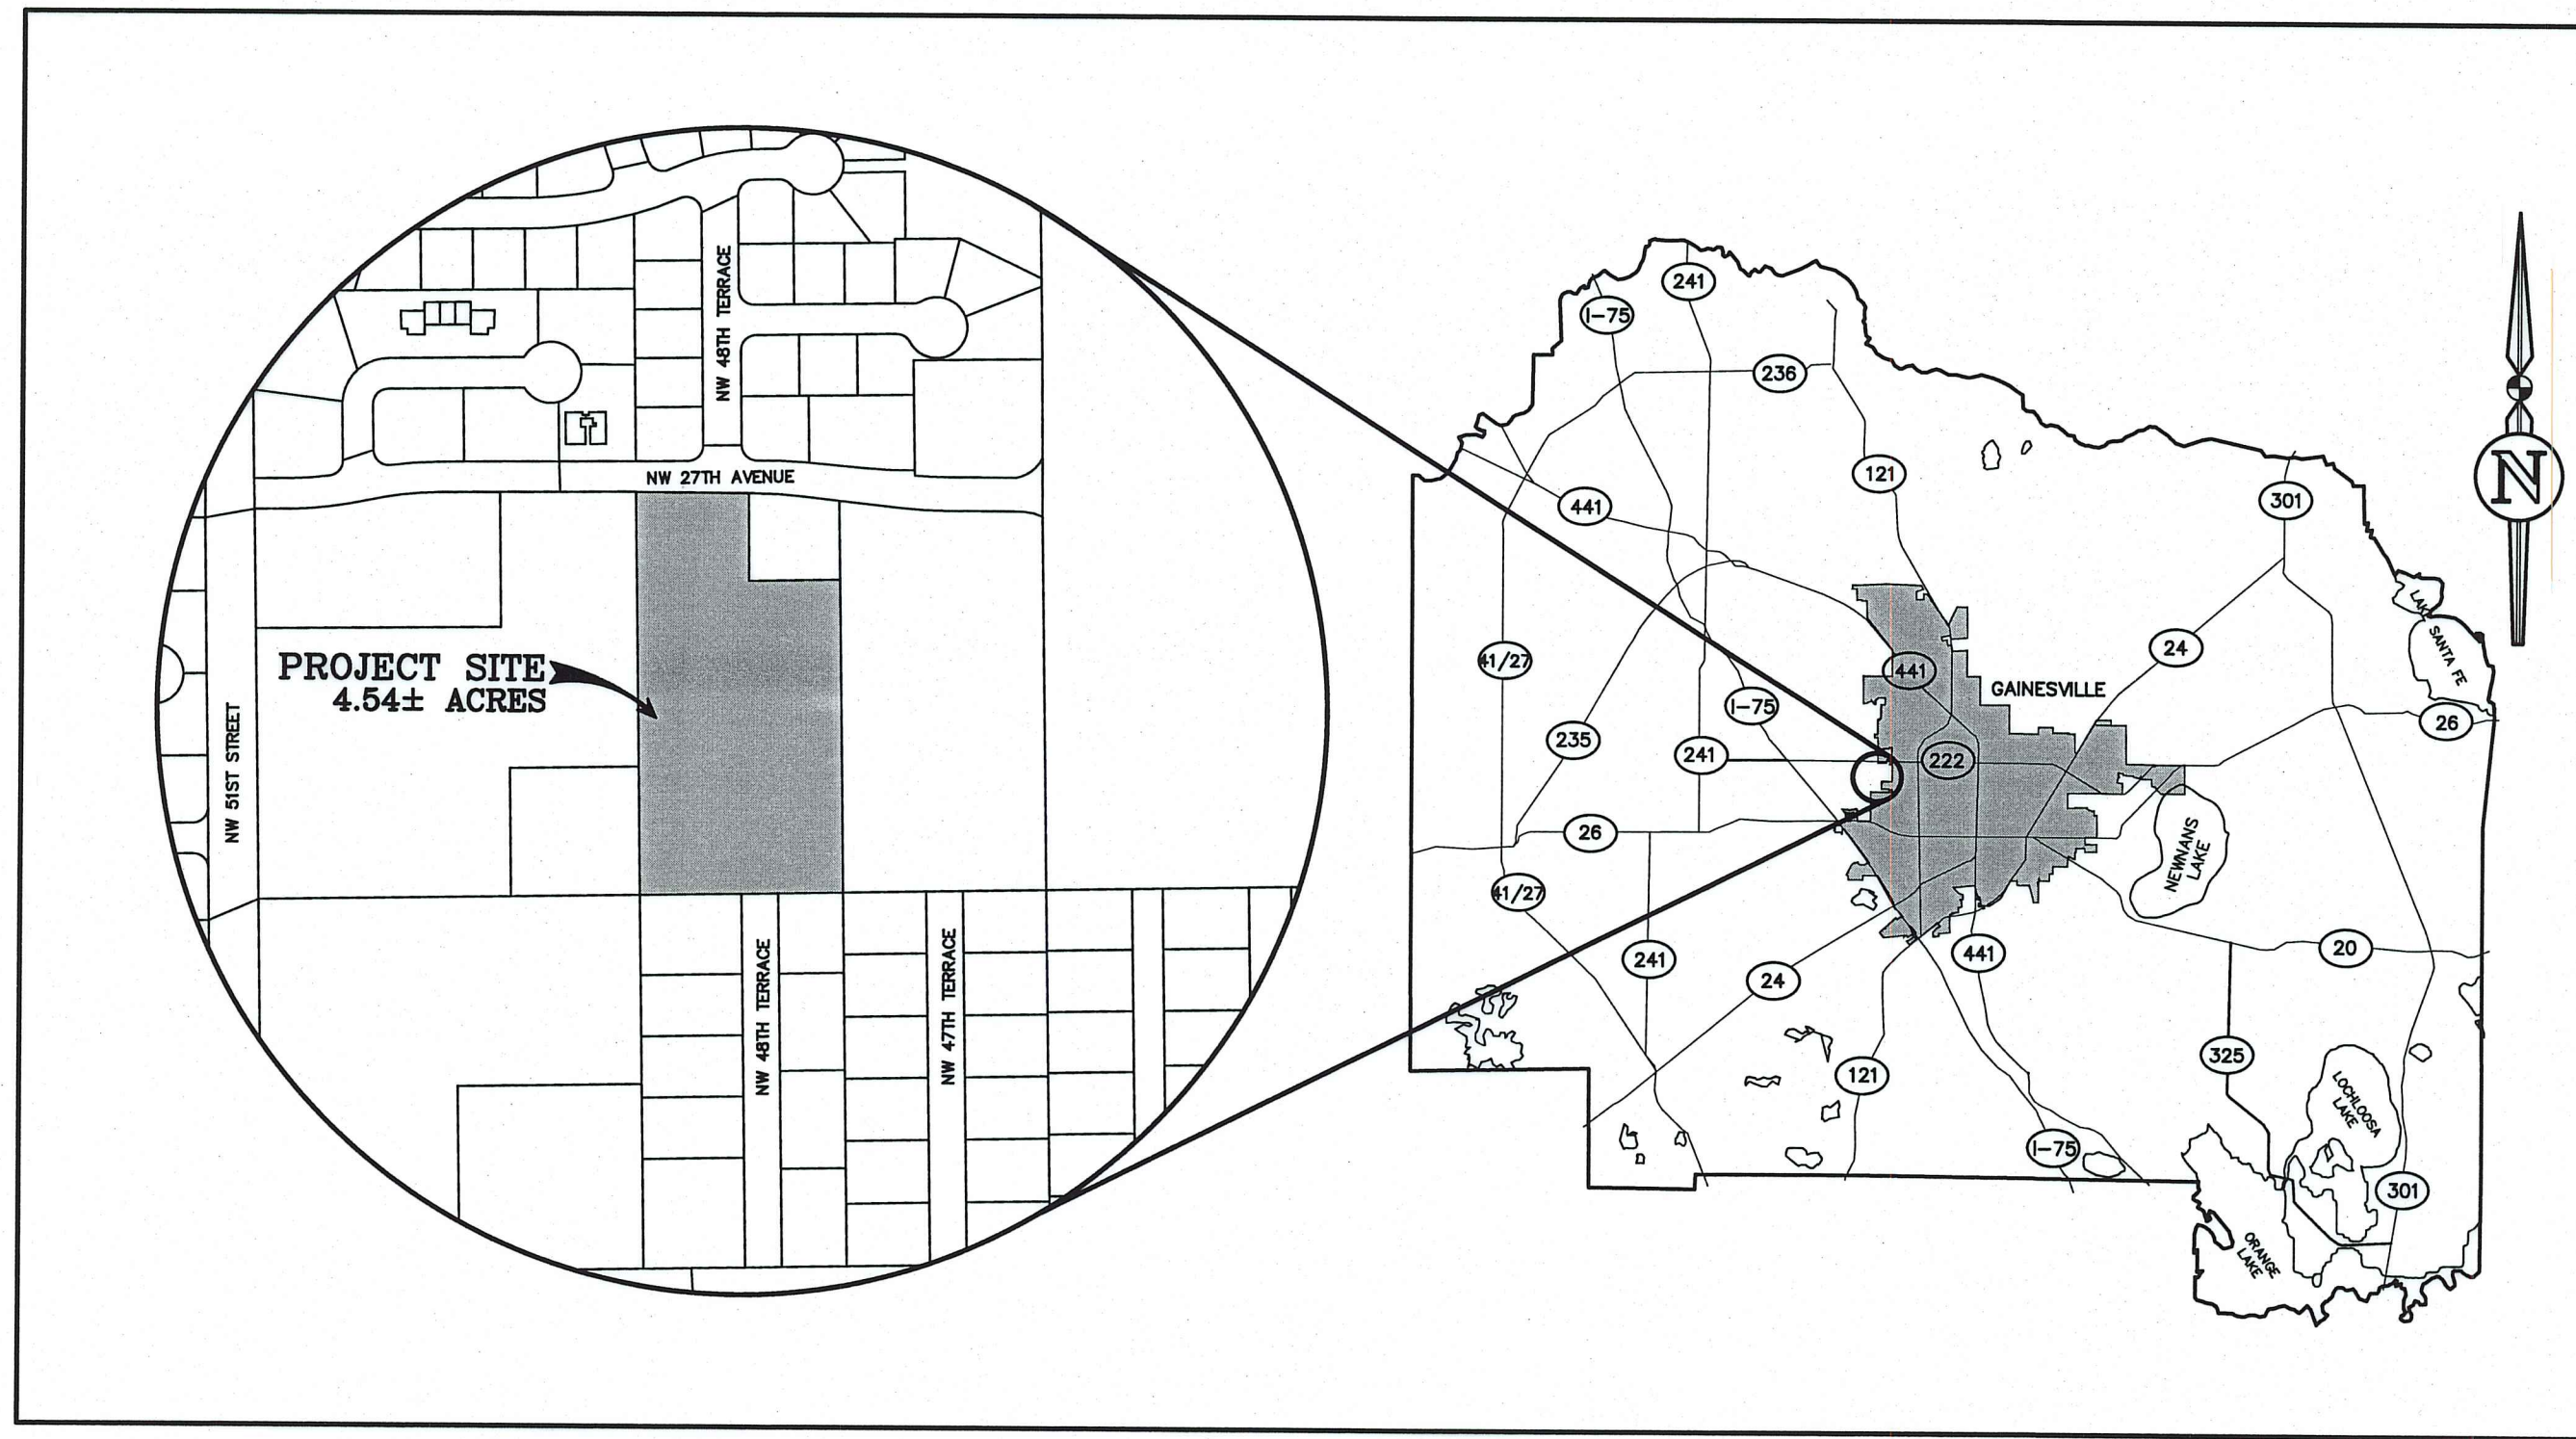 NW 48TH TERRACE
NW 27TH AVENUE
PROJECT SITE
4.54± ACRES
NW 51ST STREET
NW 48TH TERRACE
NW 47TH TERRACE
241
I-75
236
121
441
301
N
LAKE
SANTA FE
41/27
441
24
GAINESVILLE
I-75
26
235
241
222
26
NEWNANS
LAKE
41/27
241
24
441
20
121
325
LOCHLOOSA
LAKE
I-75
301
ORANGE
LAKE